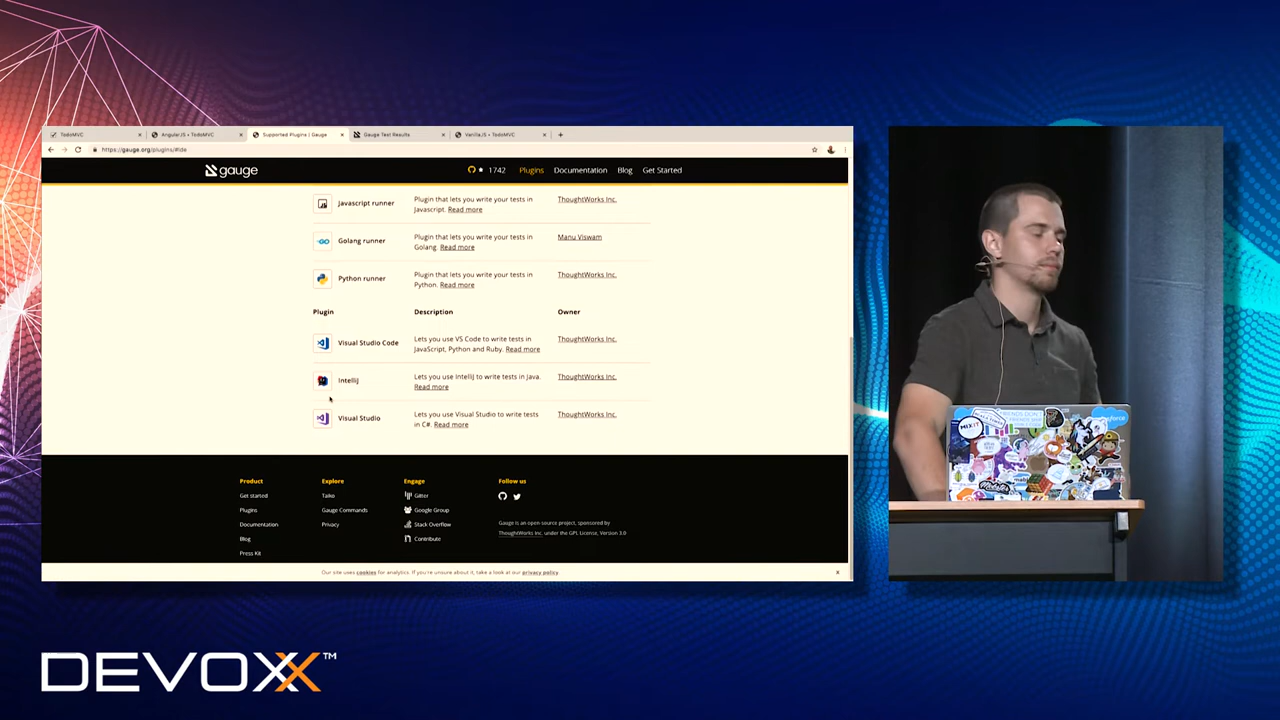 TodoMVC
AngularJS • TodoMVC
Supported Plugins | Gauge
Gauge Test Results
VanillaJS • TodoMVC
https://gauge.org/plugins/#ide
gauge
1742
Plugins
Documentation
Blog
Get Started
Javascript runner
Plugin that lets you write your tests in
Javascript. Read more
ThoughtWorks Inc.
Golang runner
Plugin that lets you write your tests in
Golang. Read more
Manu Viswam
Python runner
Plugin that lets you write your tests in
Python. Read more
ThoughtWorks Inc.
Plugin
Description
Owner
Visual Studio Code
Lets you use VS Code to write tests in
JavaScript, Python and Ruby. Read more
ThoughtWorks Inc.
IntelliJ
Lets you use IntelliJ to write tests in Java.
Read more
ThoughtWorks Inc.
Visual Studio
Lets you use Visual Studio to write tests
in C#. Read more
ThoughtWorks Inc.
Product
Get started
Plugins
Documentation
Blog
Press Kit
Explore
Taiko
Gauge Commands
Privacy
Engage
Gitter
Google Group
Stack Overflow
Contribute
Follow us
Gauge is an open source project, sponsored by
ThoughtWorks Inc. under the GPL License, Version 3.0
Our site uses cookies for analytics. If you're unsure about it, take a look at our privacy policy.
MIXIT
salesforce
DEVOXX™